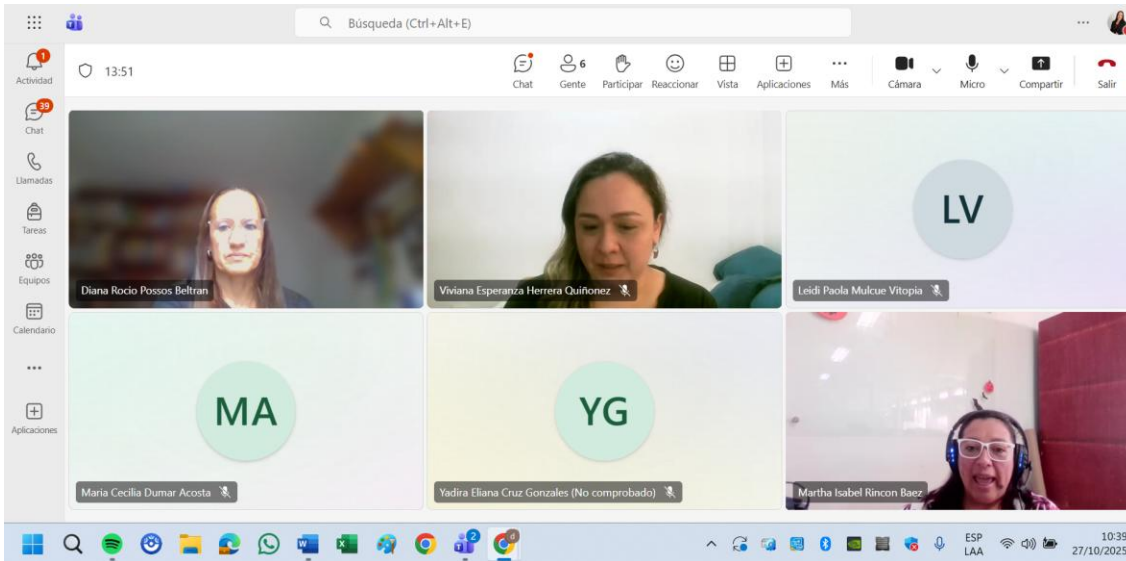 Búsqueda (Ctrl+Alt+E)
1
Actividad
13:51
6
Chat
Gente
Participar
Reaccionar
Vista
Aplicaciones
Más
Cámara
Micro
Compartir
Salir
39
Chat
Llamadas
Tareas
Equipos
Calendario
Aplicaciones
Diana Rocio Possos Beltran
Viviana Esperanza Herrera Quiñonez
LV
Leidi Paola Mulcue Vitopia
MA
Maria Cecilia Dumar Acosta
YG
Yadira Eliana Cruz Gonzales (No comprobado)
Martha Isabel Rincon Baez
2
d
ESP
LAA
10:39
27/10/2025